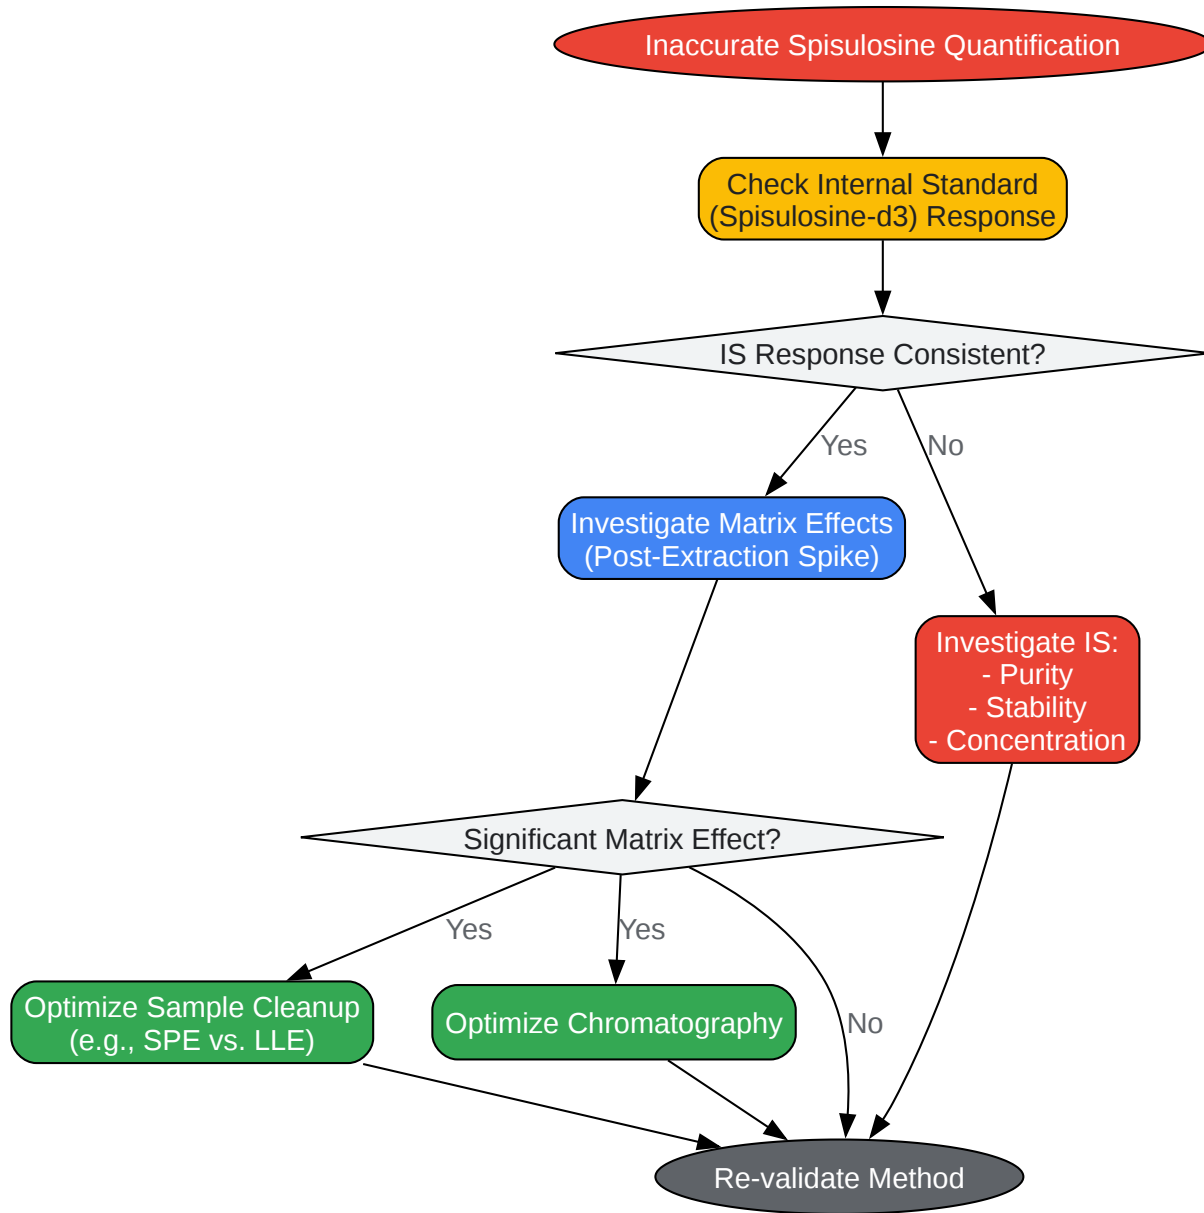 Inaccurate Spisulosine Quantification
Check Internal Standard
(Spisulosine-d3) Response
IS Response Consistent?
Yes
No
Investigate Matrix Effects
(Post-Extraction Spike)
Investigate IS:
- Purity
- Stability
- Concentration
Significant Matrix Effect?
Yes
Yes
No
Optimize Sample Cleanup
(e.g., SPE vs. LLE)
Optimize Chromatography
Re-validate Method